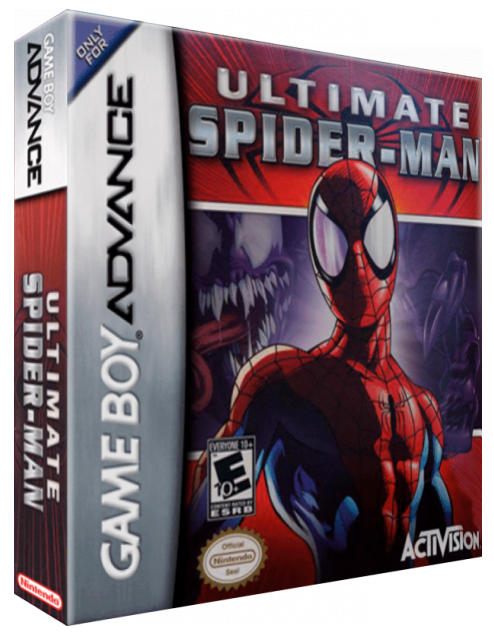 GAME BOY
ADVANCE
ULTIMATE
SPIDER-MAN
Nintendo
ONLY
FOR
GAME BOY ADVANCE
ULTIMATE
SPIDER-MAN
EVERYONE 10+
E
10+
CONTENT RATED BY
ESRB
Official
Nintendo
Seal
ACTIVISION